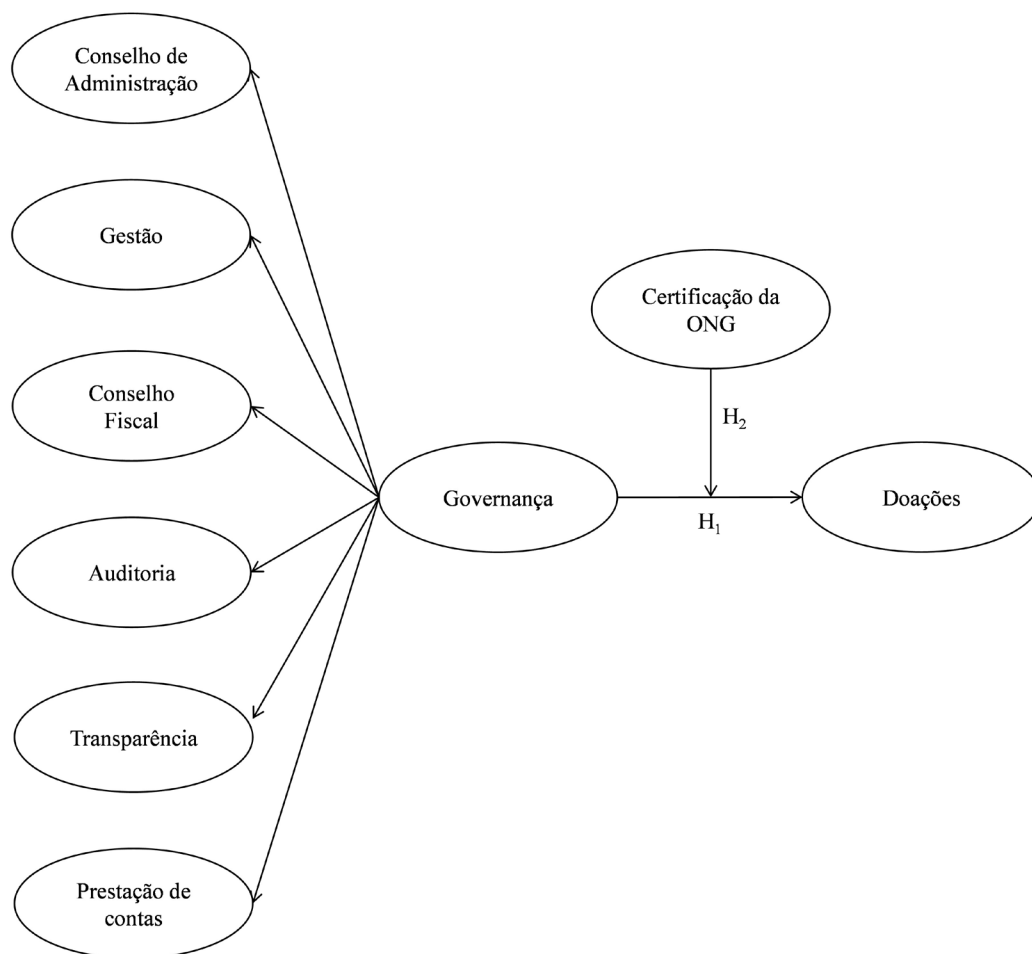 Conselho de
Administração
Gestão
Conselho
Fiscal
Auditoria
Transparência
Prestação de
contas
Governança
Certificação da
ONG
H₂
H₁
Doações